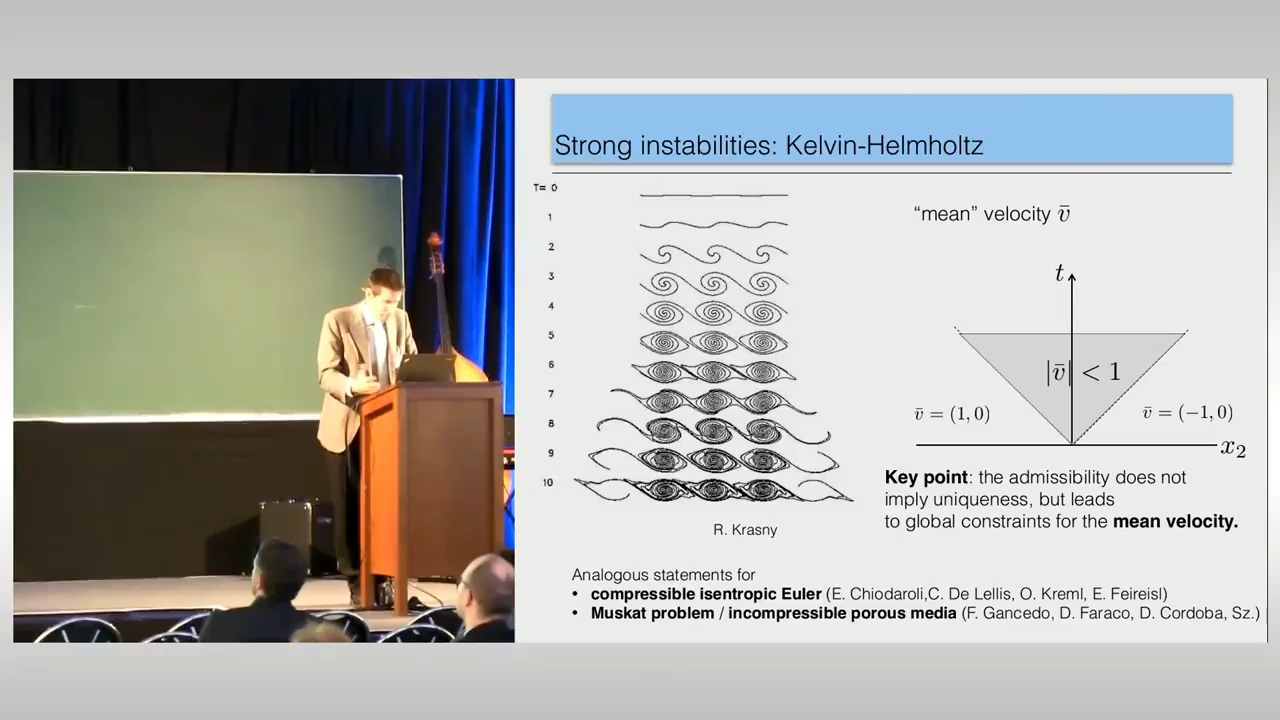 Strong instabilities: Kelvin-Helmholtz
T= 0
1
2
3
4
5
6
7
8
9
10
R. Krasny
“mean” velocity v̄
t
|v̄| < 1
v̄ = (1, 0)
v̄ = (−1, 0)
x₂
Key point: the admissibility does not
imply uniqueness, but leads
to global constraints for the mean velocity.
Analogous statements for
• compressible isentropic Euler (E. Chiodaroli,C. De Lellis, O. Kreml, E. Feireisl)
• Muskat problem / incompressible porous media (F. Gancedo, D. Faraco, D. Cordoba, Sz.)